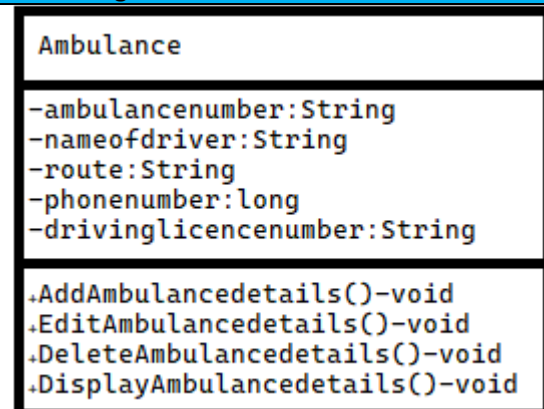 Ambulance
-ambulancenumber:String
-nameofdriver:String
-route:String
-phonenumber:long
-drivinglicencenumber:String
+AddAmbulancedetails()-void
+EditAmbulancedetails()-void
+DeleteAmbulancedetails()-void
+DisplayAmbulancedetails()-void